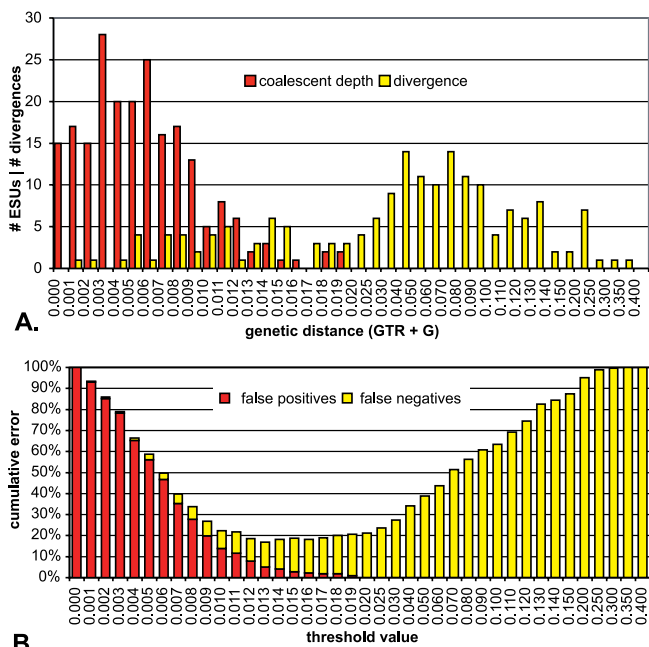 30
25
20
15
10
5
0
# ESUs | # divergences
coalescent depth divergence
0.000 0.001 0.002 0.003 0.004 0.005 0.006 0.007 0.008 0.009 0.010 0.011 0.012 0.013 0.014 0.015 0.016 0.017 0.018 0.019 0.020 0.025 0.030 0.040 0.050 0.060 0.070 0.080 0.090 0.100 0.110 0.120 0.130 0.140 0.150 0.200 0.250 0.300 0.350 0.400
A.
genetic distance (GTR + G)
100%
90%
80%
70%
60%
50%
40%
30%
20%
10%
0%
cumulative error
false positives false negatives
0.000 0.001 0.002 0.003 0.004 0.005 0.006 0.007 0.008 0.009 0.010 0.011 0.012 0.013 0.014 0.015 0.016 0.017 0.018 0.019 0.020 0.025 0.030 0.040 0.050 0.060 0.070 0.080 0.090 0.100 0.110 0.120 0.130 0.140 0.150 0.200 0.250 0.300 0.350 0.400
threshold value
B